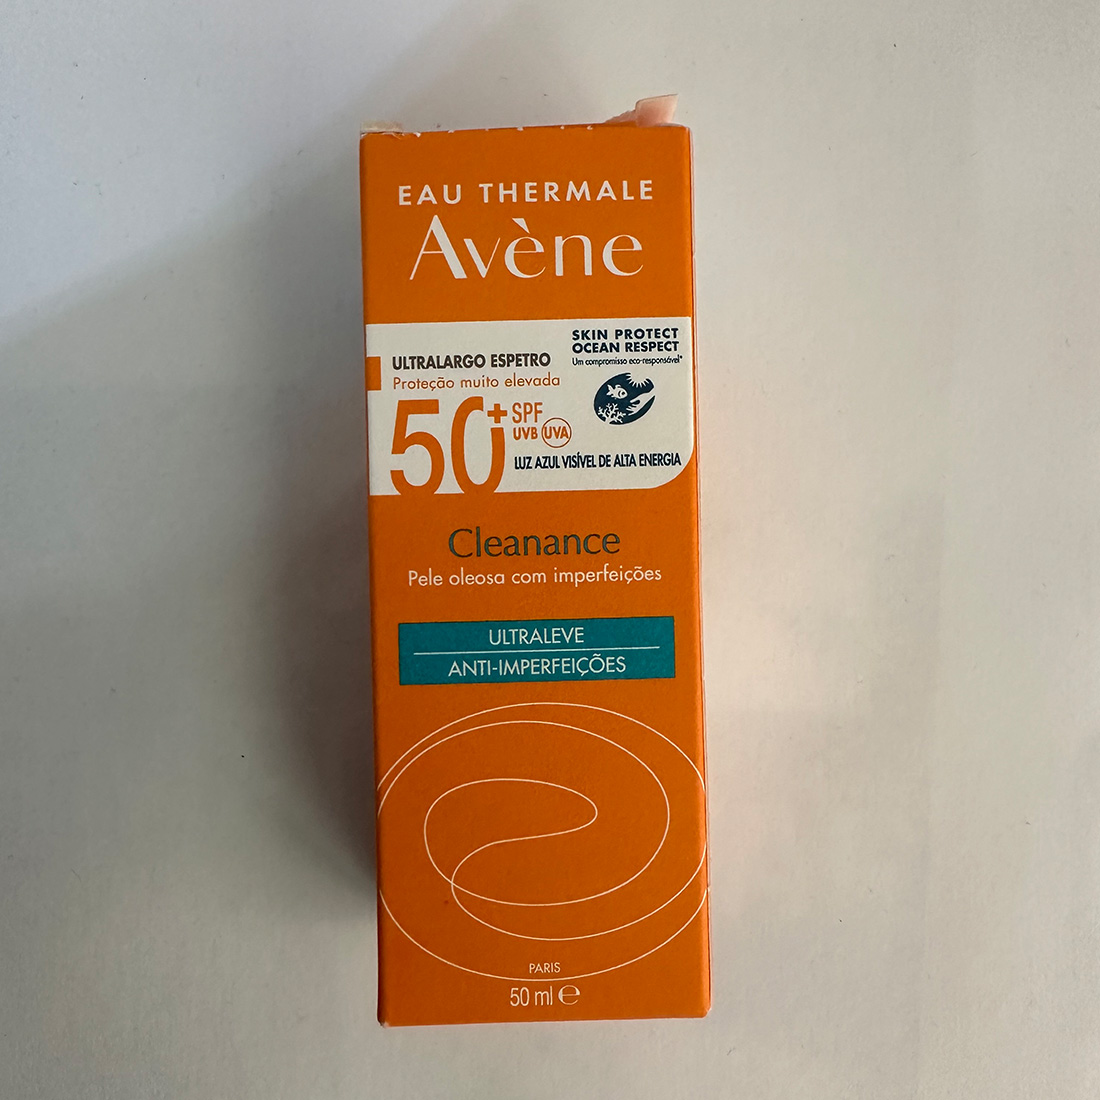 EAU THERMALE
Avène
SKIN PROTECT
OCEAN RESPECT
Um compromisso eco-responsável*
ULTRALARGO ESPETRO
Proteção muito elevada
50+ SPF
UVB UVA
LUZ AZUL VISÍVEL DE ALTA ENERGIA
Cleanance
Pele oleosa com imperfeições
ULTRALEVE
ANTI-IMPERFEIÇÕES
PARIS
50 ml ℮